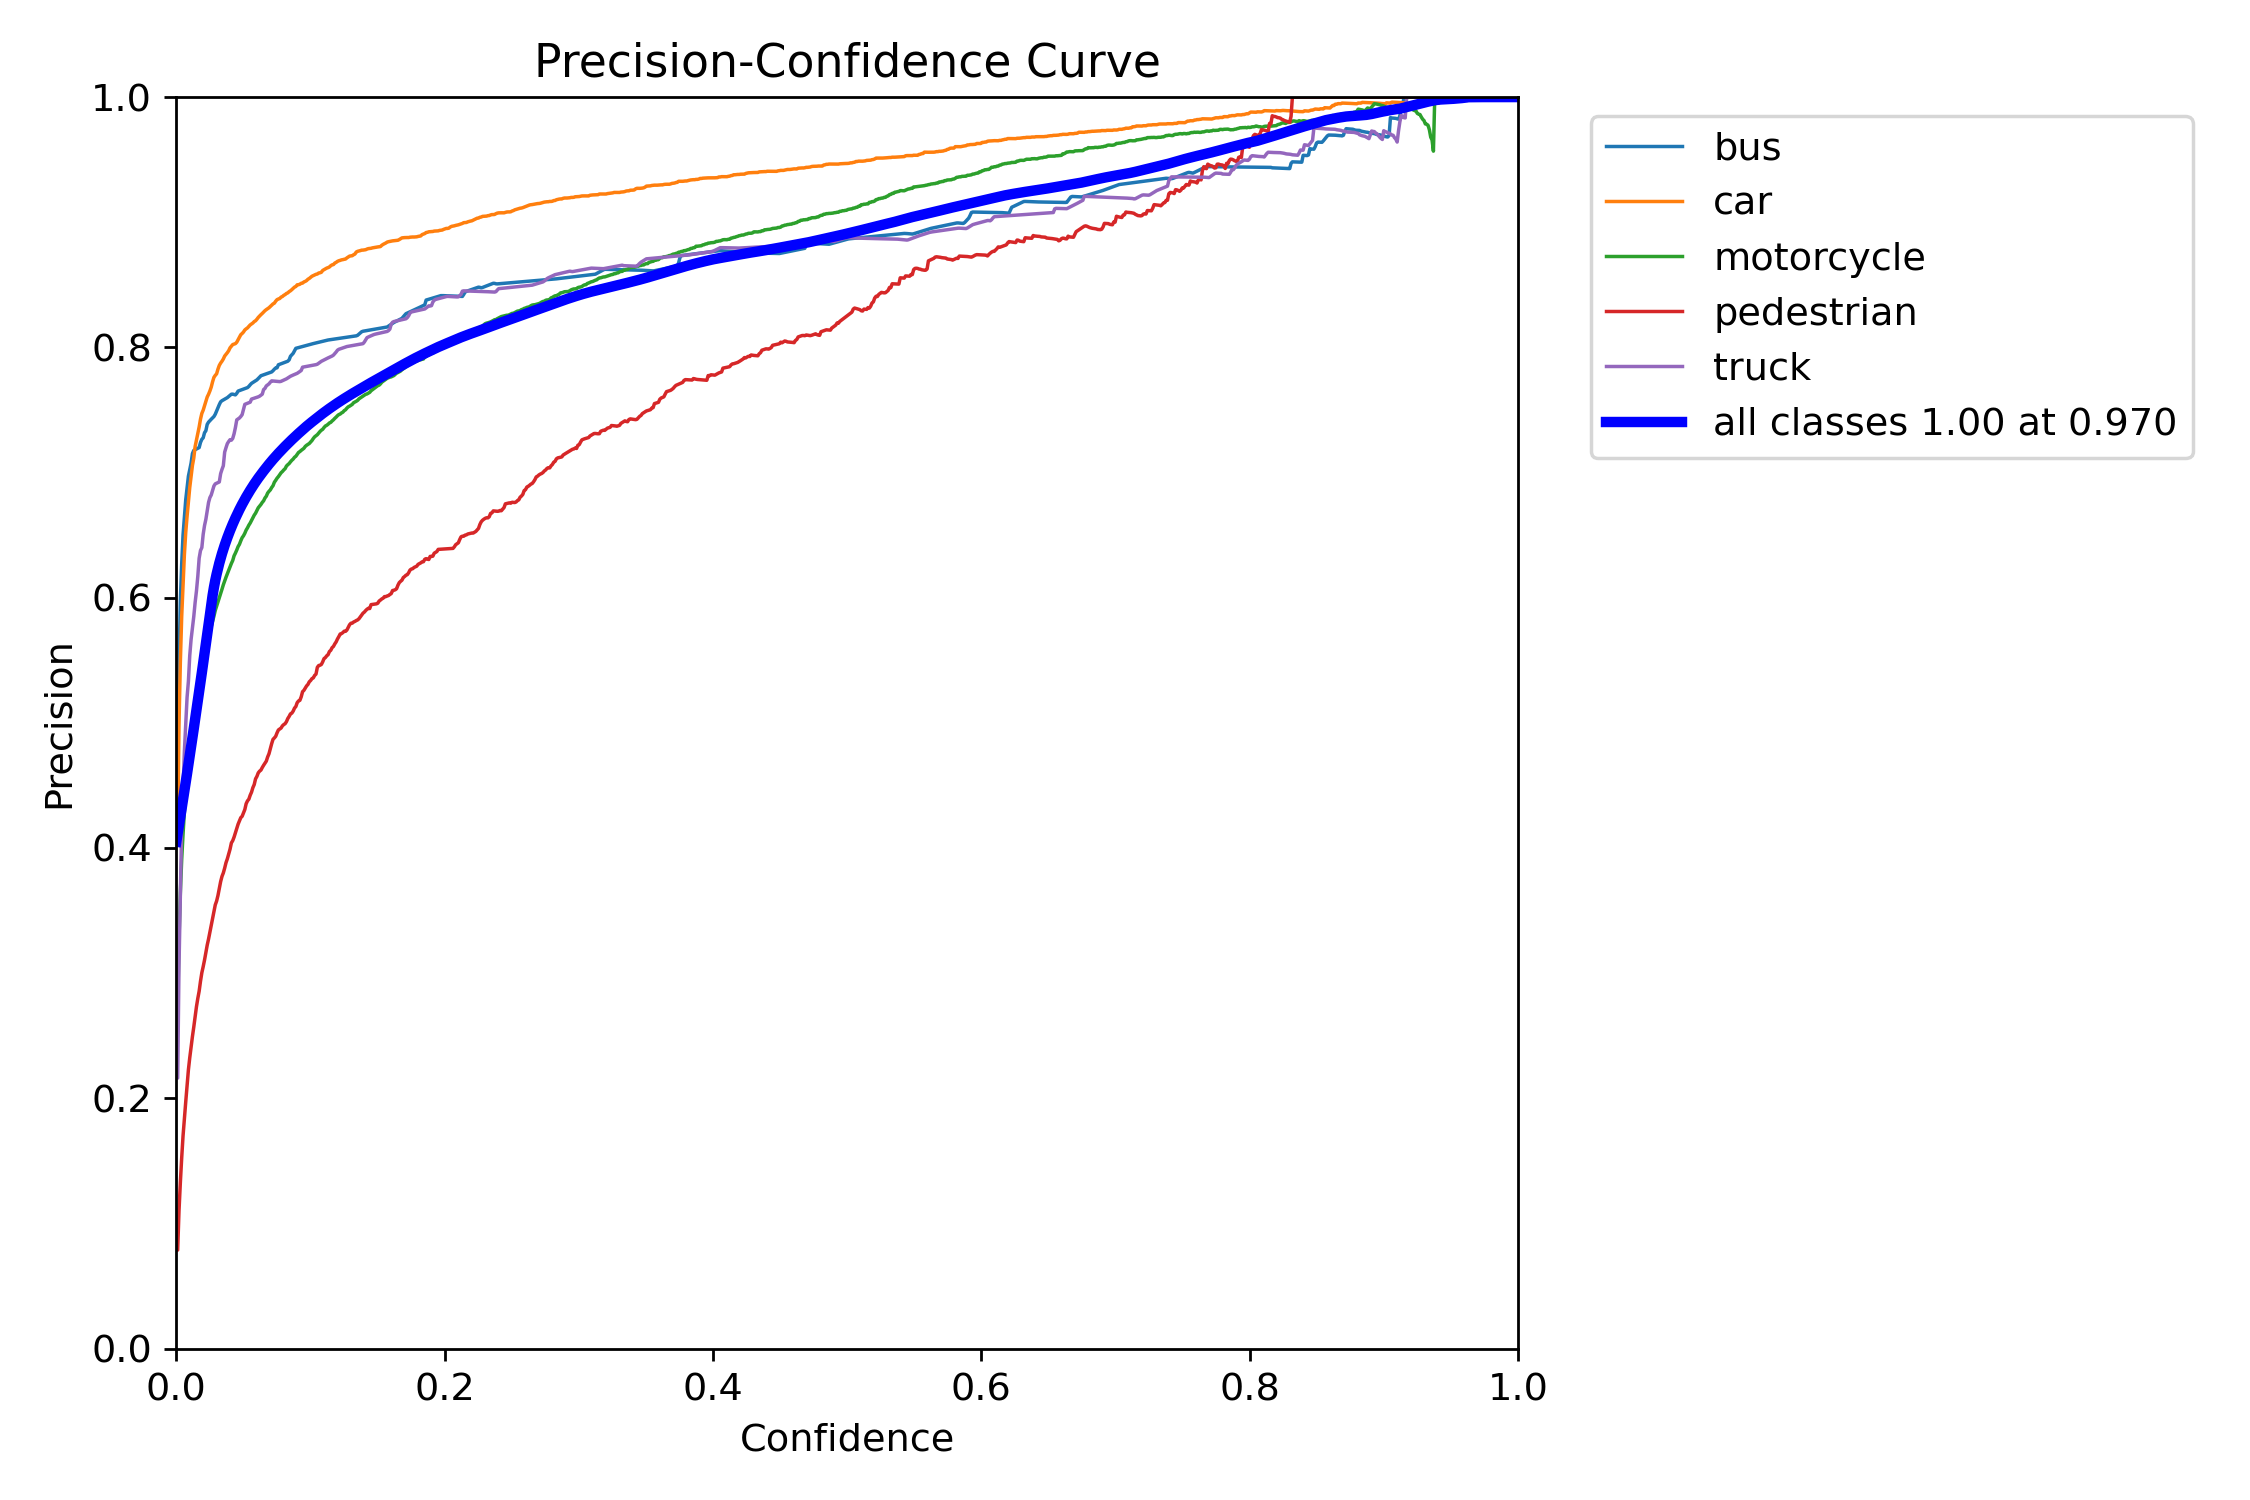 Precision-Confidence Curve
1.0
0.8
0.6
0.4
0.2
0.0
Precision
0.0 0.2 0.4 0.6 0.8 1.0
Confidence
bus
car
motorcycle
pedestrian
truck
all classes 1.00 at 0.970